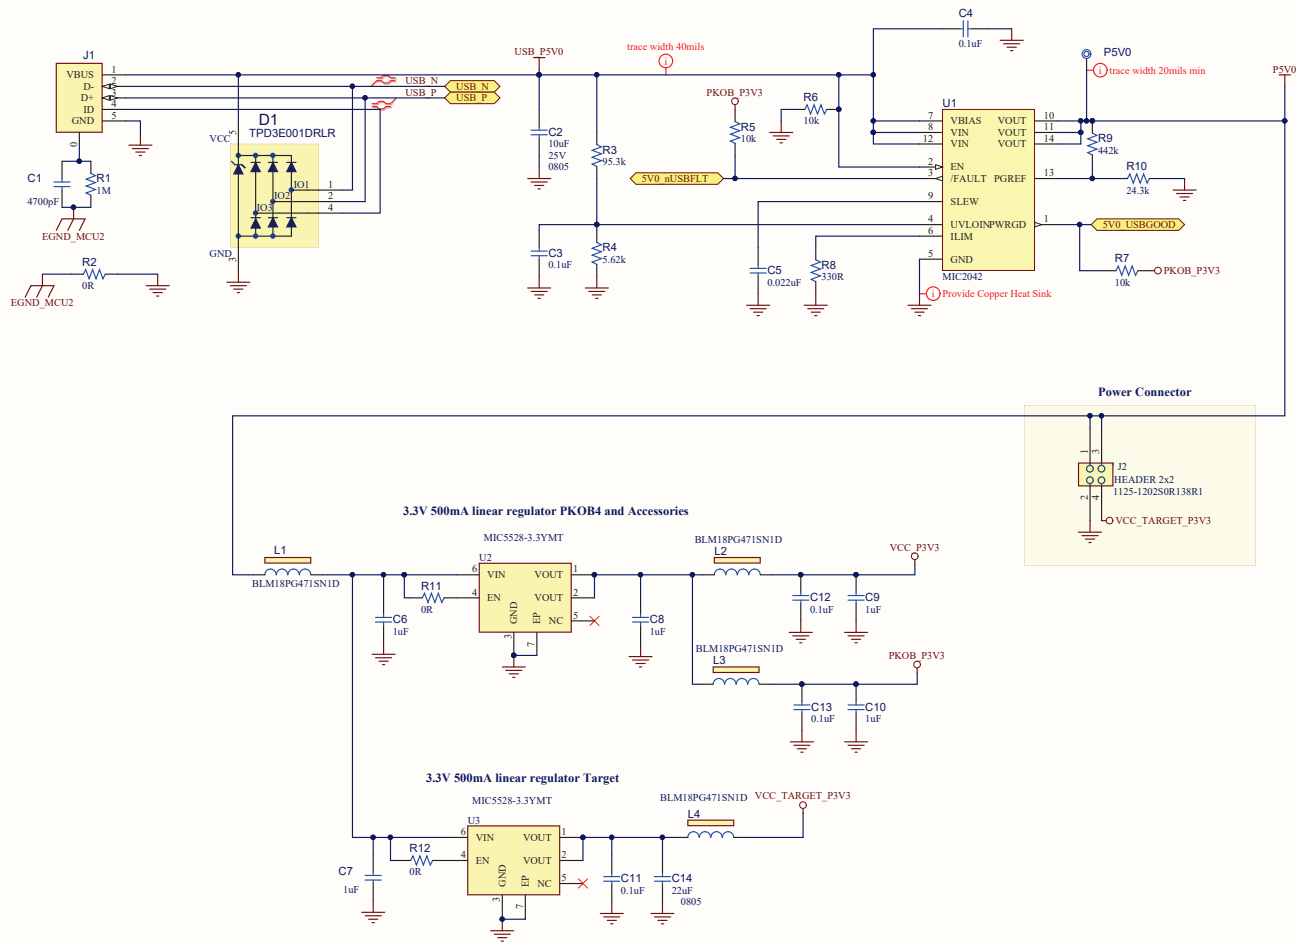 C4
0.1uF
J1
USB_P5V0
trace width 40mils
i
P5V0
i trace width 20mils min
P5V0
VBUS 1
D- 2
D+ 3
ID 4
GND 5
0
USB_N USB_N
USB_P USB_P
PKOB_P3V3
R6
10k
U1
D1
TPD3E001DRLR
VCC 5
IO1 1
IO2 2
IO3 4
GND 3
C2
10uF
25V
0805
R3
95.3k
R5
10k
5V0_nUSBFLT
7 VBIAS VOUT 10
8 VIN VOUT 11
12 VIN VOUT 14
2 EN
3 /FAULT PGREF 13
9 SLEW
4 UVLOIN PWRGD 1
6 ILIM
5 GND
MIC2042
R9
442k
R10
24.3k
5V0_USBGOOD
R7
10k
PKOB_P3V3
C1
4700pF
R1
1M
EGND_MCU2
R2
0R
EGND_MCU2
C3
0.1uF
R4
5.62k
C5
0.022uF
R8
330R
i Provide Copper Heat Sink
Power Connector
1 3
J2
HEADER 2x2
1125-1202S0R138R1
2 4
VCC_TARGET_P3V3
3.3V 500mA linear regulator PKOB4 and Accessories
MIC5528-3.3YMT
U2
L1
BLM18PG471SN1D
C6
1uF
R11
0R
6 VIN VOUT 1
4 EN VOUT 2
GND EP NC 5
3 7
C8
1uF
BLM18PG471SN1D
L2
VCC_P3V3
C12
0.1uF
C9
1uF
BLM18PG471SN1D
L3
PKOB_P3V3
C13
0.1uF
C10
1uF
3.3V 500mA linear regulator Target
MIC5528-3.3YMT
U3
BLM18PG471SN1D
L4
VCC_TARGET_P3V3
C7
1uF
R12
0R
6 VIN VOUT 1
4 EN VOUT 2
GND EP NC 5
3 7
C11
0.1uF
C14
22uF
0805